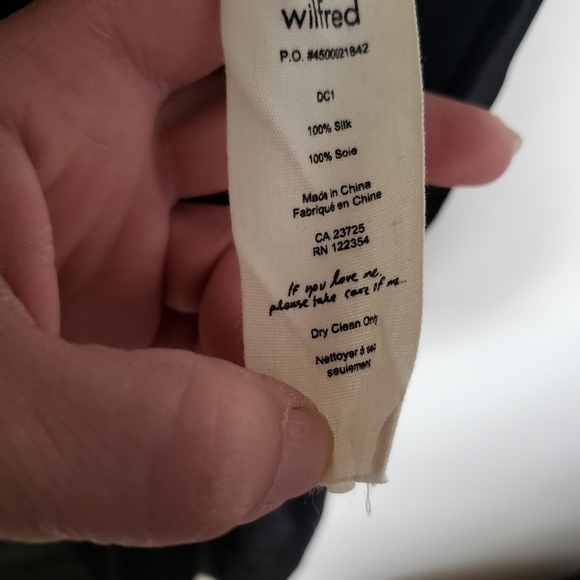 wilfred
P.O. #4500021842
DC1
100% Silk
100% Soie
Made in China
Fabriqué en Chine
CA 23725
RN 122354
If you love me,
please take care of me...
Dry Clean Only
Nettoyer à sec
seulement